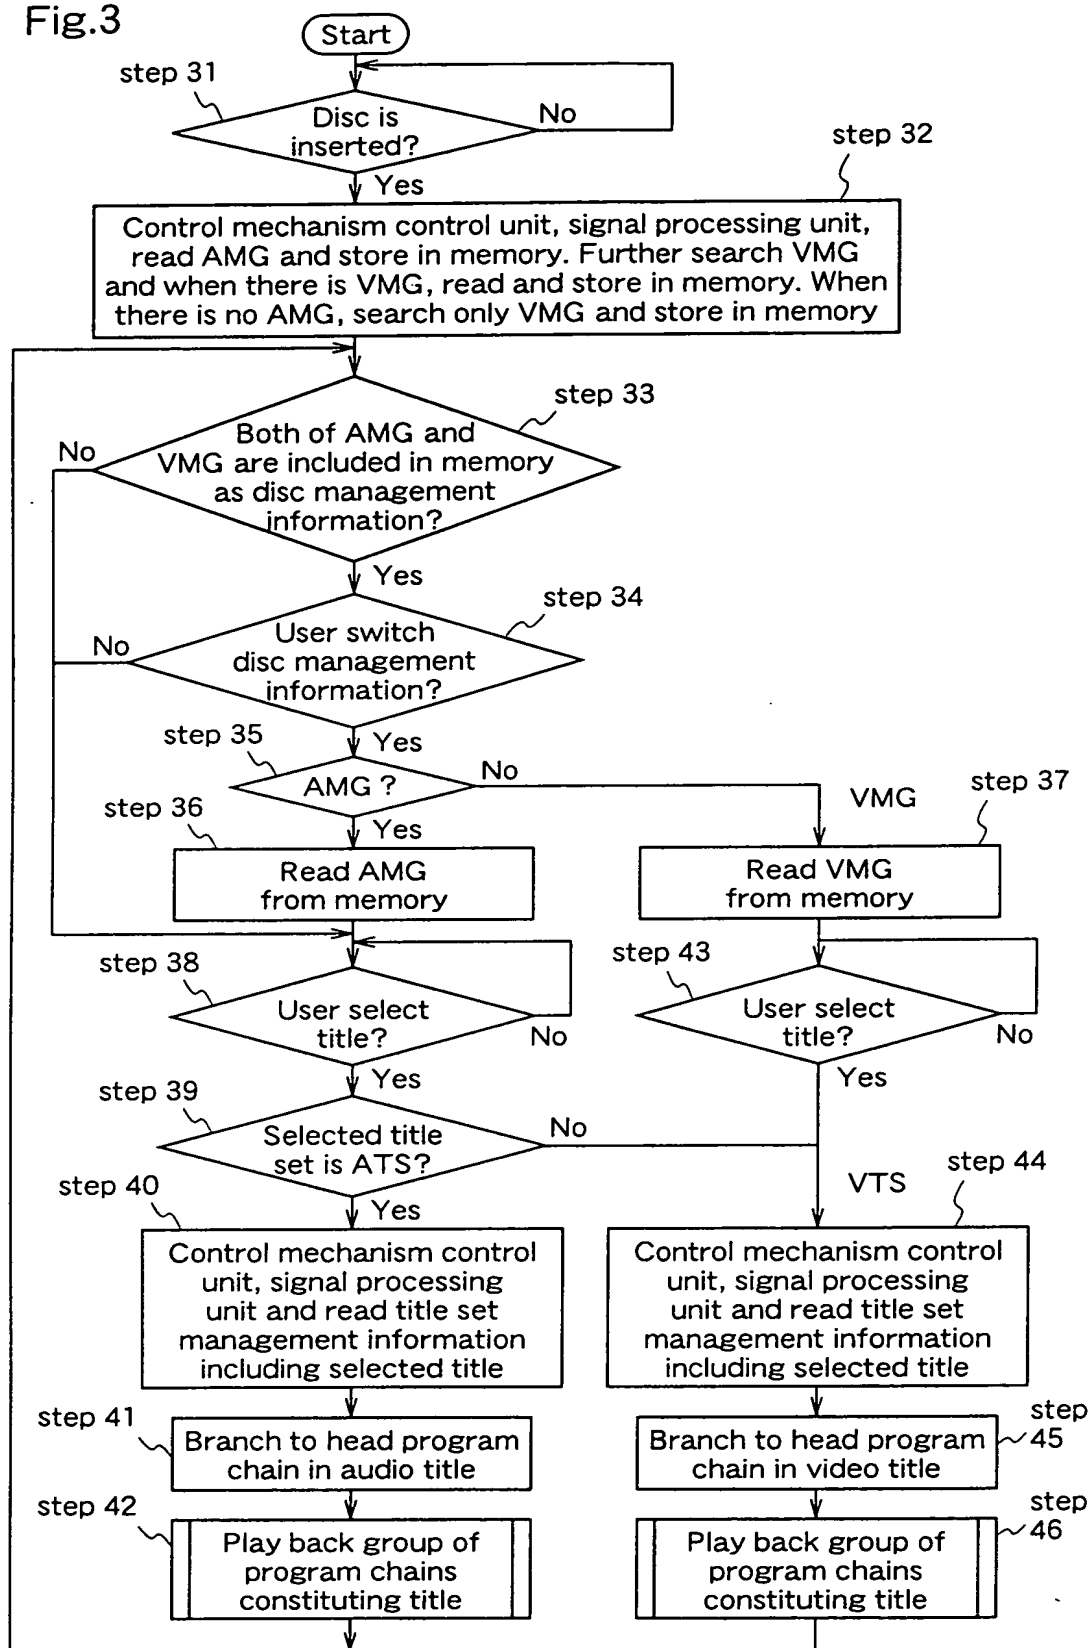 Fig.3
Start
step 31
Disc is
inserted?
No
Yes
step 32
Control mechanism control unit, signal processing unit,
read AMG and store in memory. Further search VMG
and when there is VMG, read and store in memory. When
there is no AMG, search only VMG and store in memory
step 33
Both of AMG and
VMG are included in memory
as disc management
information?
No
Yes
step 34
User switch
disc management
information?
No
Yes
step 35
AMG ?
No
VMG
Yes
step 36
Read AMG
from memory
step 37
Read VMG
from memory
step 38
User select
title?
No
Yes
step 43
User select
title?
No
Yes
step 39
Selected title
set is ATS?
No
Yes
VTS
step 40
Control mechanism control
unit, signal processing
unit and read title set
management information
including selected title
step 44
Control mechanism control
unit, signal processing
unit and read title set
management information
including selected title
step 41
Branch to head program
chain in audio title
step
45
Branch to head program
chain in video title
step 42
Play back group of
program chains
constituting title
step
46
Play back group of
program chains
constituting title